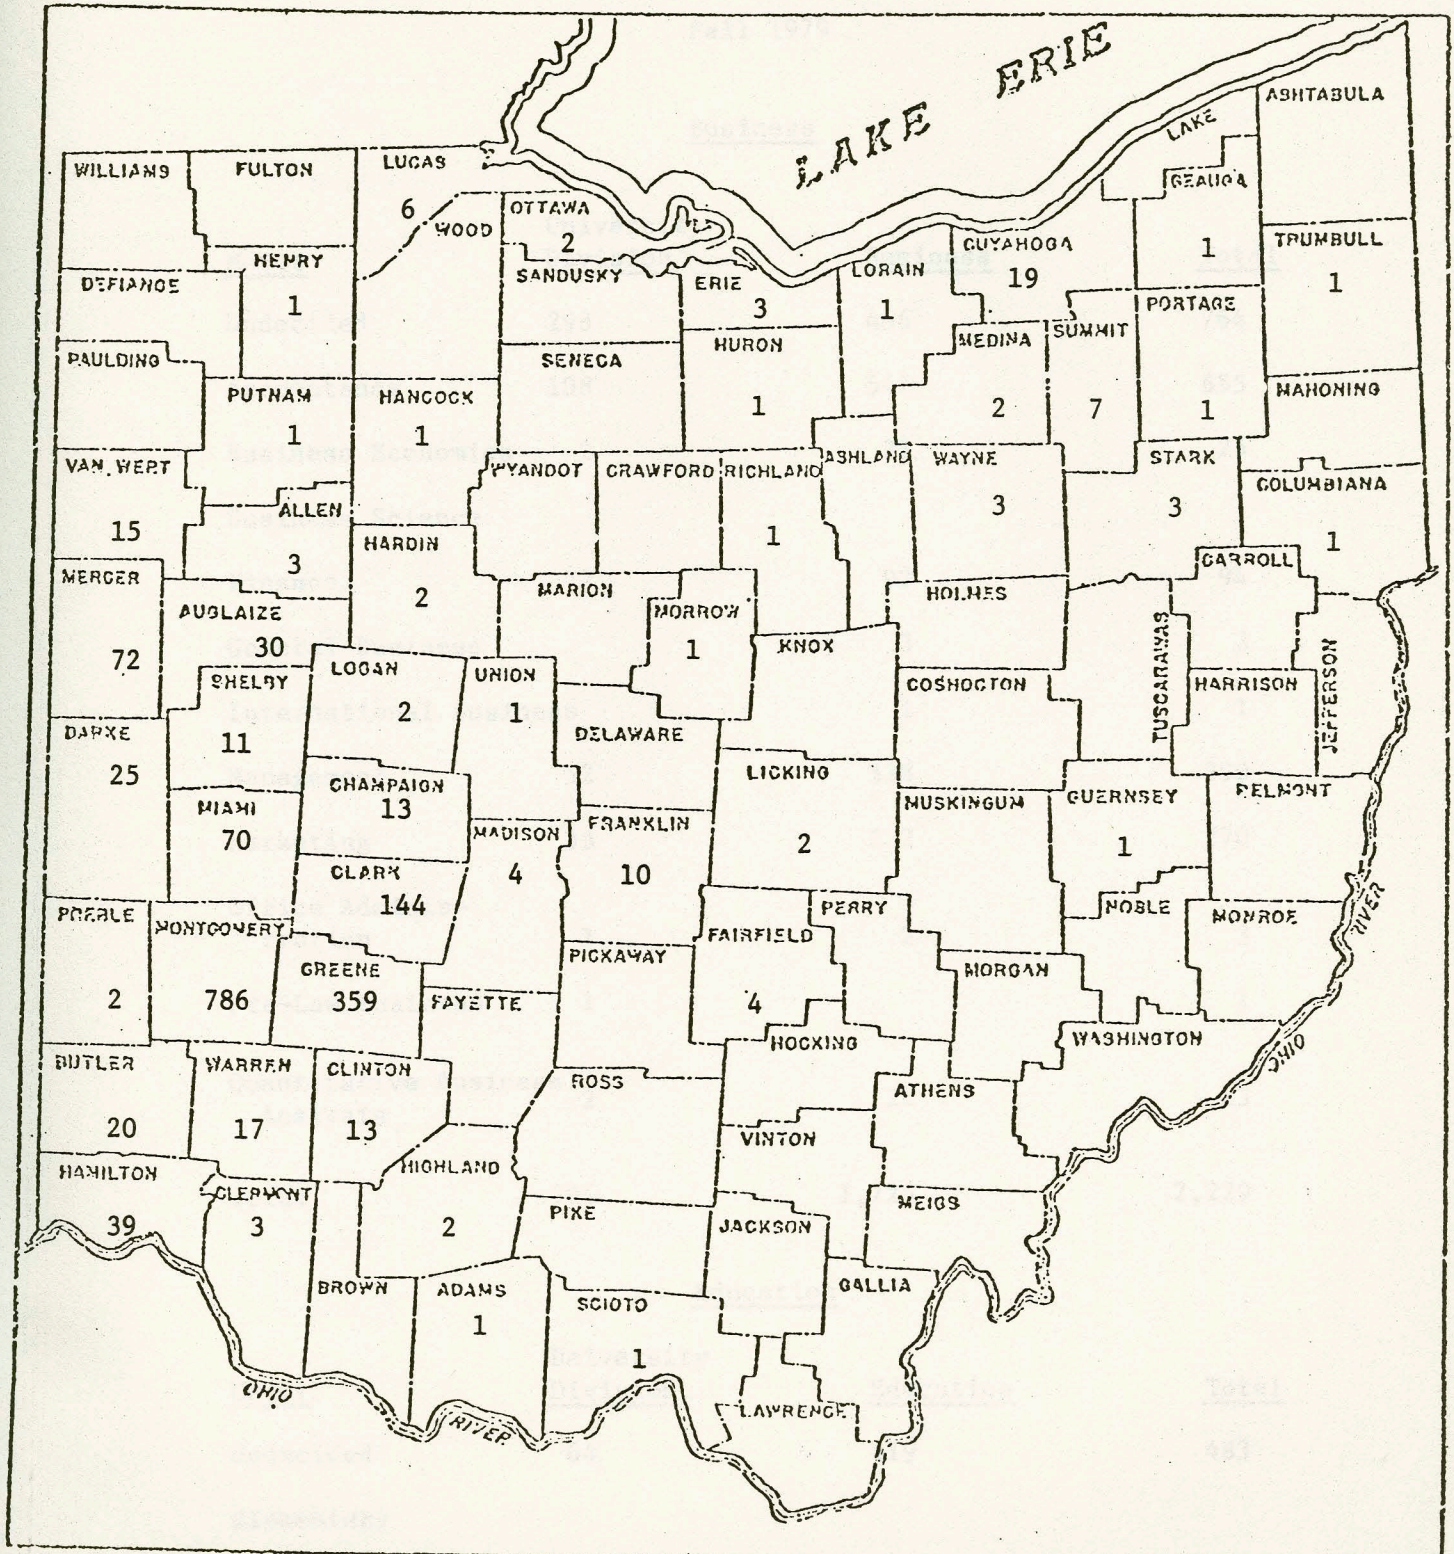 LAKE ERIE
ASHTABULA
LAKE
GEAUGA
1
WILLIAMS
FULTON
LUCAS
6
WOOD
OTTAWA
2
SANDUSKY
ERIE
3
LORAIN
1
CUYAHOGA
19
TRUMBULL
1
DEFIANCE
HENRY
1
PAULDING
SENECA
HURON
1
MEDINA
2
SUMMIT
7
PORTAGE
1
MAHONING
PUTNAM
1
HANCOCK
1
VAN WERT
15
ALLEN
3
WYANDOT
CRAWFORD
RICHLAND
1
ASHLAND
WAYNE
3
STARK
3
COLUMBIANA
1
CARROLL
MERCER
72
AUGLAIZE
30
HARDIN
2
MARION
MORROW
1
KNOX
HOLMES
TUSCARAWAS
HARRISON
JEFFERSON
SHELBY
11
LOGAN
2
UNION
1
DELAWARE
COSHOCTON
DARKE
25
MIAMI
70
CHAMPAIGN
13
LICKING
2
MUSKINGUM
GUERNSEY
1
BELMONT
CLARK
144
MADISON
4
FRANKLIN
10
PREBLE
2
MONTGOMERY
786
GREENE
359
FAYETTE
PICKAWAY
FAIRFIELD
4
PERRY
MORGAN
NOBLE
MONROE
WASHINGTON
OHIO RIVER
BUTLER
20
WARREN
17
CLINTON
13
ROSS
HOCKING
ATHENS
VINTON
HAMILTON
39
CLERMONT
3
HIGHLAND
2
PIKE
JACKSON
MEIGS
BROWN
ADAMS
1
SCIOTO
1
GALLIA
LAWRENCE
OHIO RIVER